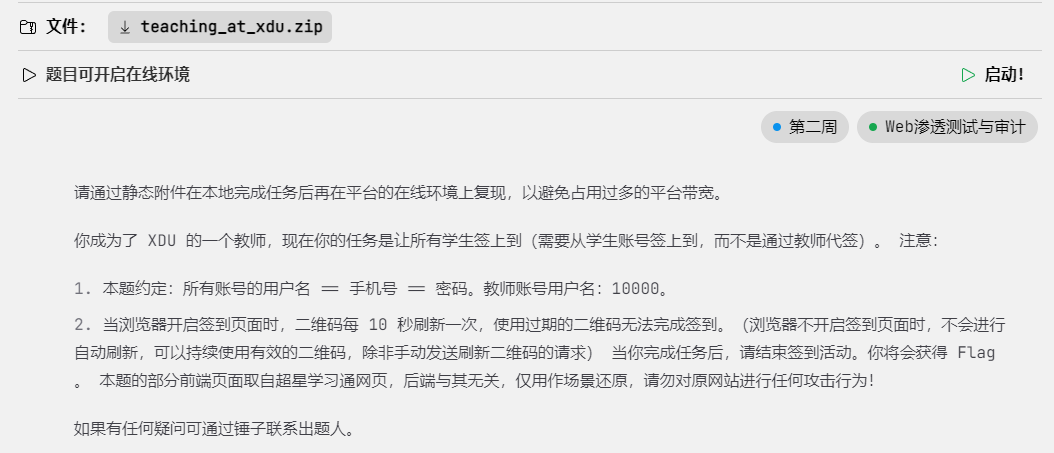 文件： teaching_at_xdu.zip
题目可开启在线环境 启动！
第二周 Web渗透测试与审计
请通过静态附件在本地完成任务后再在平台的在线环境上复现，以避免占用过多的平台带宽。
你成为了 XDU 的一个教师，现在你的任务是让所有学生签上到（需要从学生账号签上到，而不是通过教师代签）。 注意：
1. 本题约定：所有账号的用户名 == 手机号 == 密码。教师账号用户名：10000。
2. 当浏览器开启签到页面时，二维码每 10 秒刷新一次，使用过期的二维码无法完成签到。（浏览器不开启签到页面时，不会进行
自动刷新，可以持续使用有效的二维码，除非手动发送刷新二维码的请求） 当你完成任务后，请结束签到活动。你将会获得 Flag
。 本题的部分前端页面取自超星学习通网页，后端与其无关，仅用作场景还原，请勿对原网站进行任何攻击行为！
如果有任何疑问可通过锤子联系出题人。